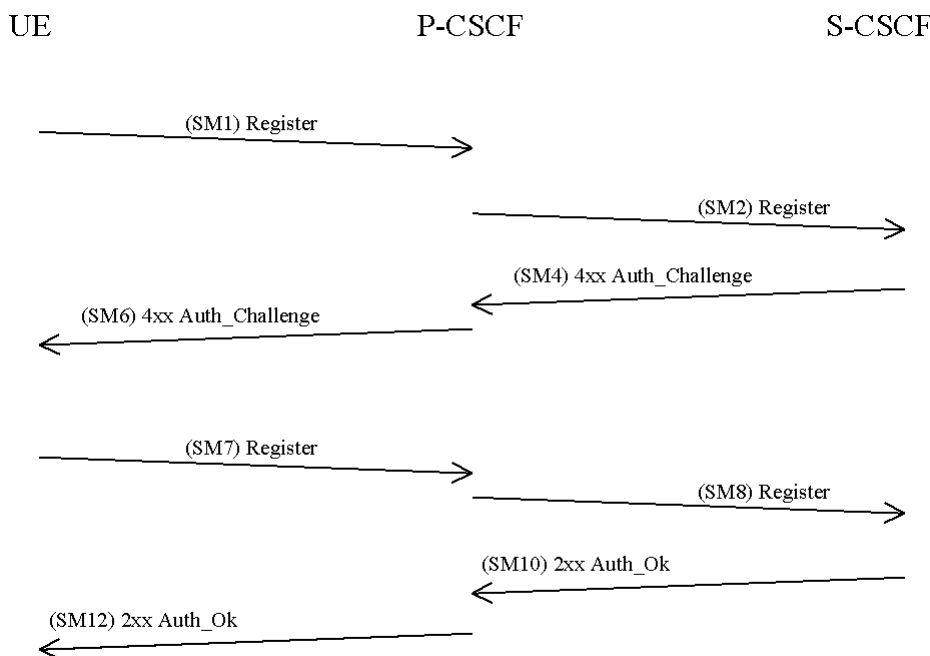 UE P-CSCF S-CSCF
(SM1) Register
(SM2) Register
(SM4) 4xx Auth_Challenge
(SM6) 4xx Auth_Challenge
(SM7) Register
(SM8) Register
(SM10) 2xx Auth_Ok
(SM12) 2xx Auth_Ok